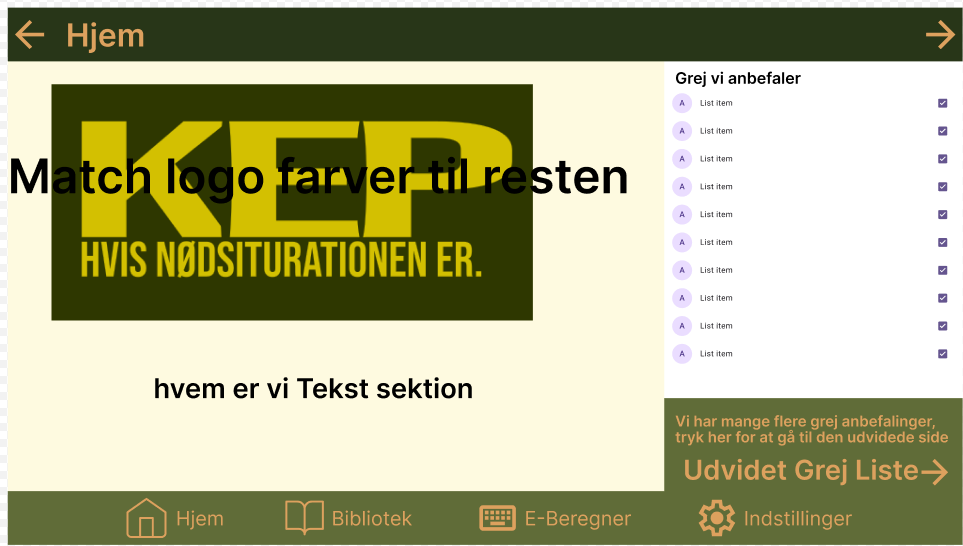 Hjem
KEP
Match logo farver til resten
HVIS NØDSITURATIONEN ER.
hvem er vi Tekst sektion
Grej vi anbefaler
A List item
A List item
A List item
A List item
A List item
A List item
A List item
A List item
A List item
A List item
Vi har mange flere grej anbefalinger,
tryk her for at gå til den udvidede side
Udvidet Grej Liste
Hjem Bibliotek E-Beregner Indstillinger